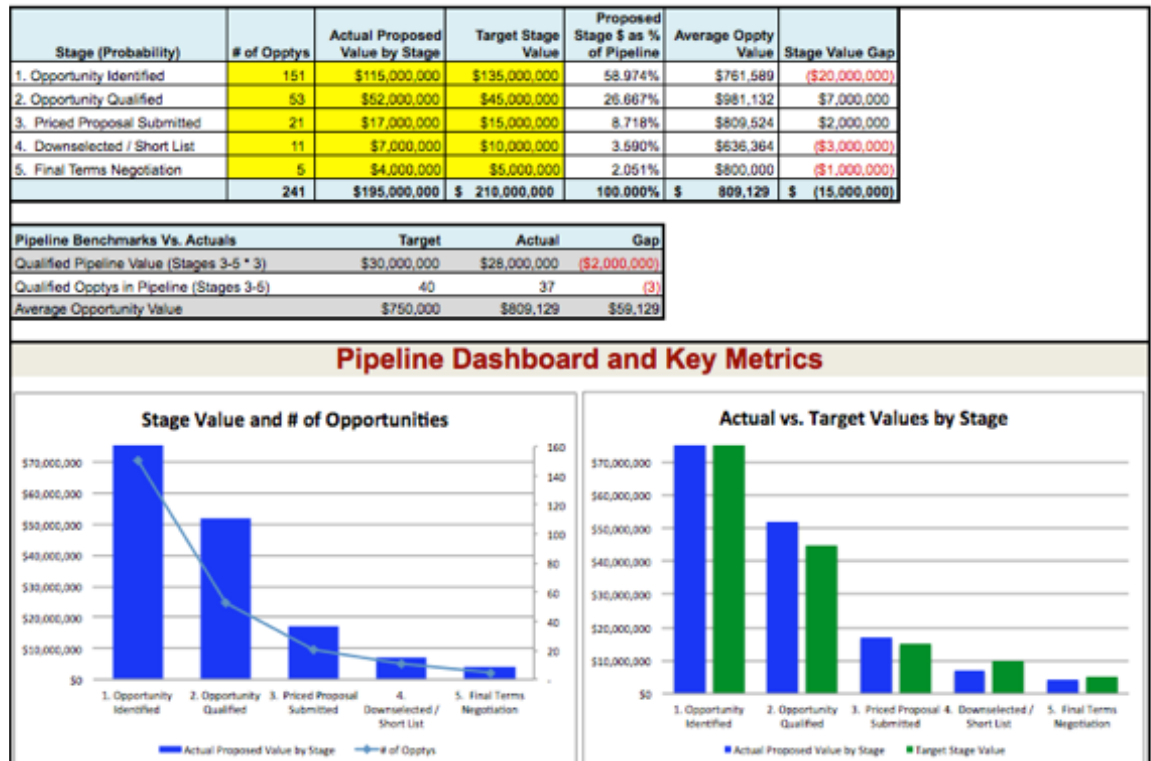 Stage (Probability) # of Opptys Actual Proposed Value by Stage Target Stage Value Proposed Stage $ as % of Pipeline Average Oppty Value Stage Value Gap
1. Opportunity Identified 151 $115,000,000 $135,000,000 58.974% $761,589 ($20,000,000)
2. Opportunity Qualified 53 $52,000,000 $45,000,000 26.667% $981,132 $7,000,000
3. Priced Proposal Submitted 21 $17,000,000 $15,000,000 8.718% $809,524 $2,000,000
4. Downselected / Short List 11 $7,000,000 $10,000,000 3.590% $636,364 ($3,000,000)
5. Final Terms Negotiation 5 $4,000,000 $5,000,000 2.051% $800,000 ($1,000,000)
241 $195,000,000 $ 210,000,000 100.000% $ 809,129 $ (15,000,000)
Pipeline Benchmarks Vs. Actuals Target Actual Gap
Qualified Pipeline Value (Stages 3-5 * 3) $30,000,000 $28,000,000 ($2,000,000)
Qualified Opptys in Pipeline (Stages 3-5) 40 37 (3)
Average Opportunity Value $750,000 $809,129 $59,129
Pipeline Dashboard and Key Metrics
Stage Value and # of Opportunities
$70,000,000
$60,000,000
$50,000,000
$40,000,000
$30,000,000
$20,000,000
$10,000,000
$0
160
140
120
100
80
60
40
20
-
1. Opportunity Identified
2. Opportunity Qualified
3. Priced Proposal Submitted
4. Downselected / Short List
5. Final Terms Negotiation
Actual Proposed Value by Stage # of Opptys
Actual vs. Target Values by Stage
$70,000,000
$60,000,000
$50,000,000
$40,000,000
$30,000,000
$20,000,000
$10,000,000
$0
1. Opportunity Identified
2. Opportunity Qualified
3. Priced Proposal Submitted
4. Downselected / Short List
5. Final Terms Negotiation
Actual Proposed Value by Stage Target Stage Value